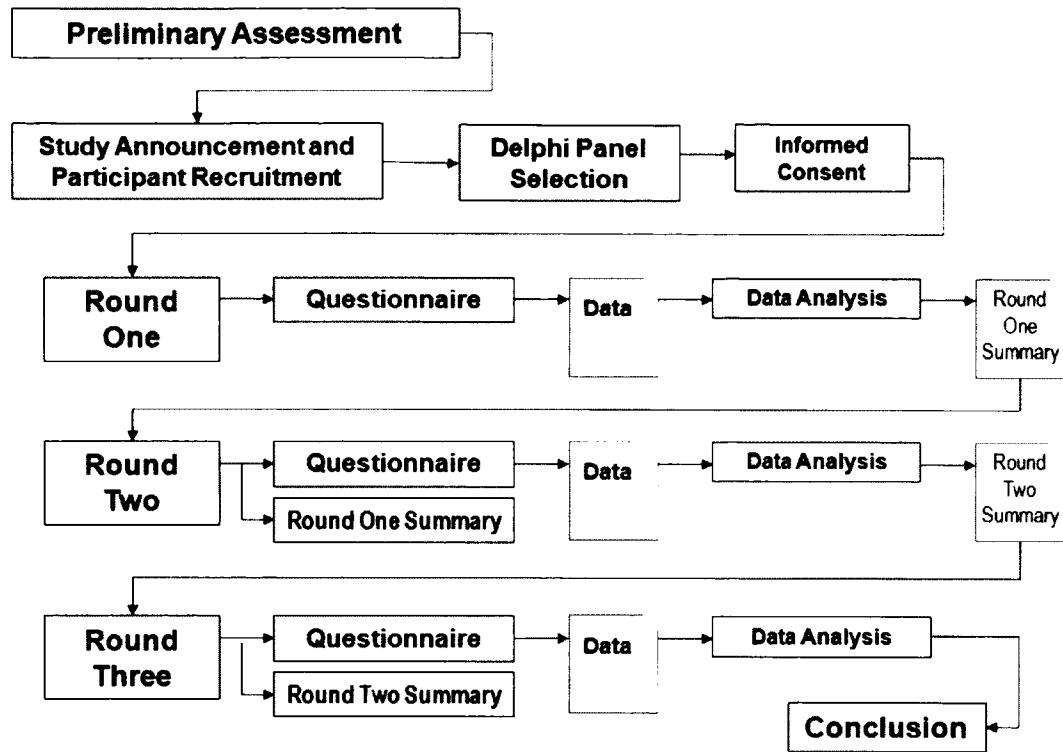 Preliminary Assessment
Study Announcement and
Participant Recruitment
Delphi Panel
Selection
Informed
Consent
Round
One
Questionnaire
Data
Data Analysis
Round
One
Summary
Round
Two
Questionnaire
Round One Summary
Data
Data Analysis
Round
Two
Summary
Round
Three
Questionnaire
Round Two Summary
Data
Data Analysis
Conclusion